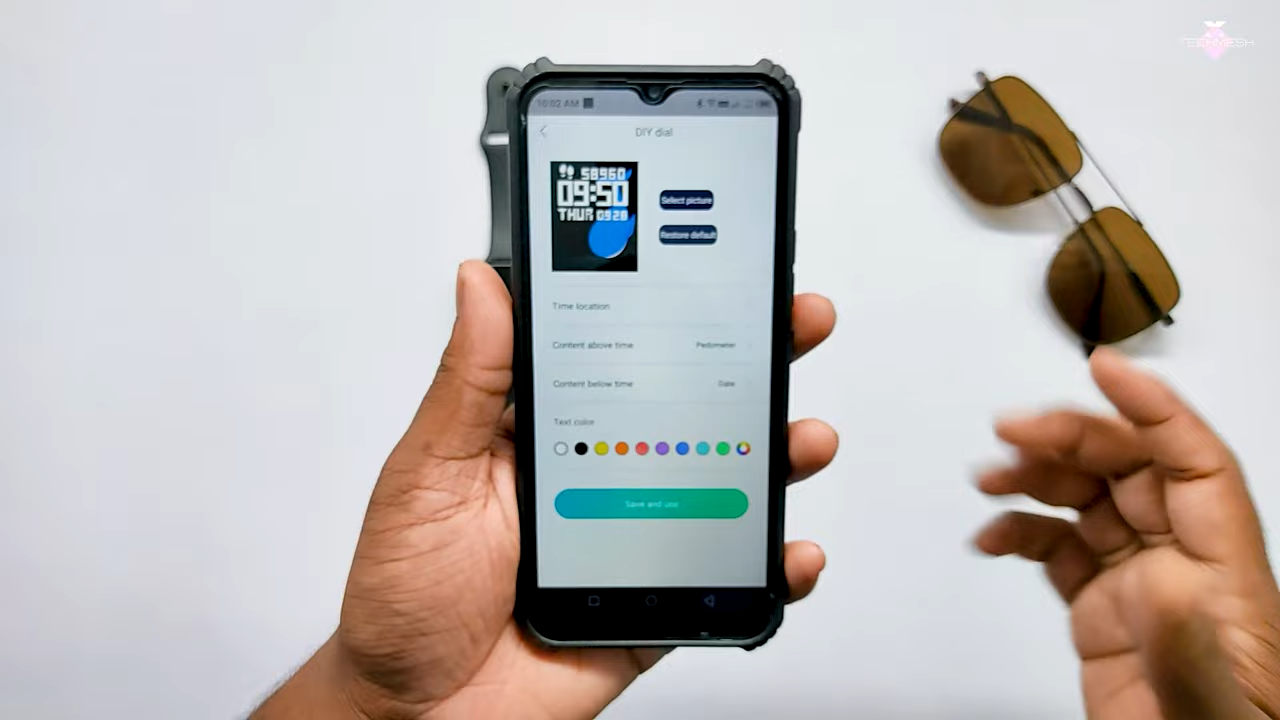 TECHMESH
10:02 AM
DIY dial
58960
09:50
THUR 0928
Select picture
Restore default
Time location
Content above time Pedometer
Content below time Date
Text color
Save and use